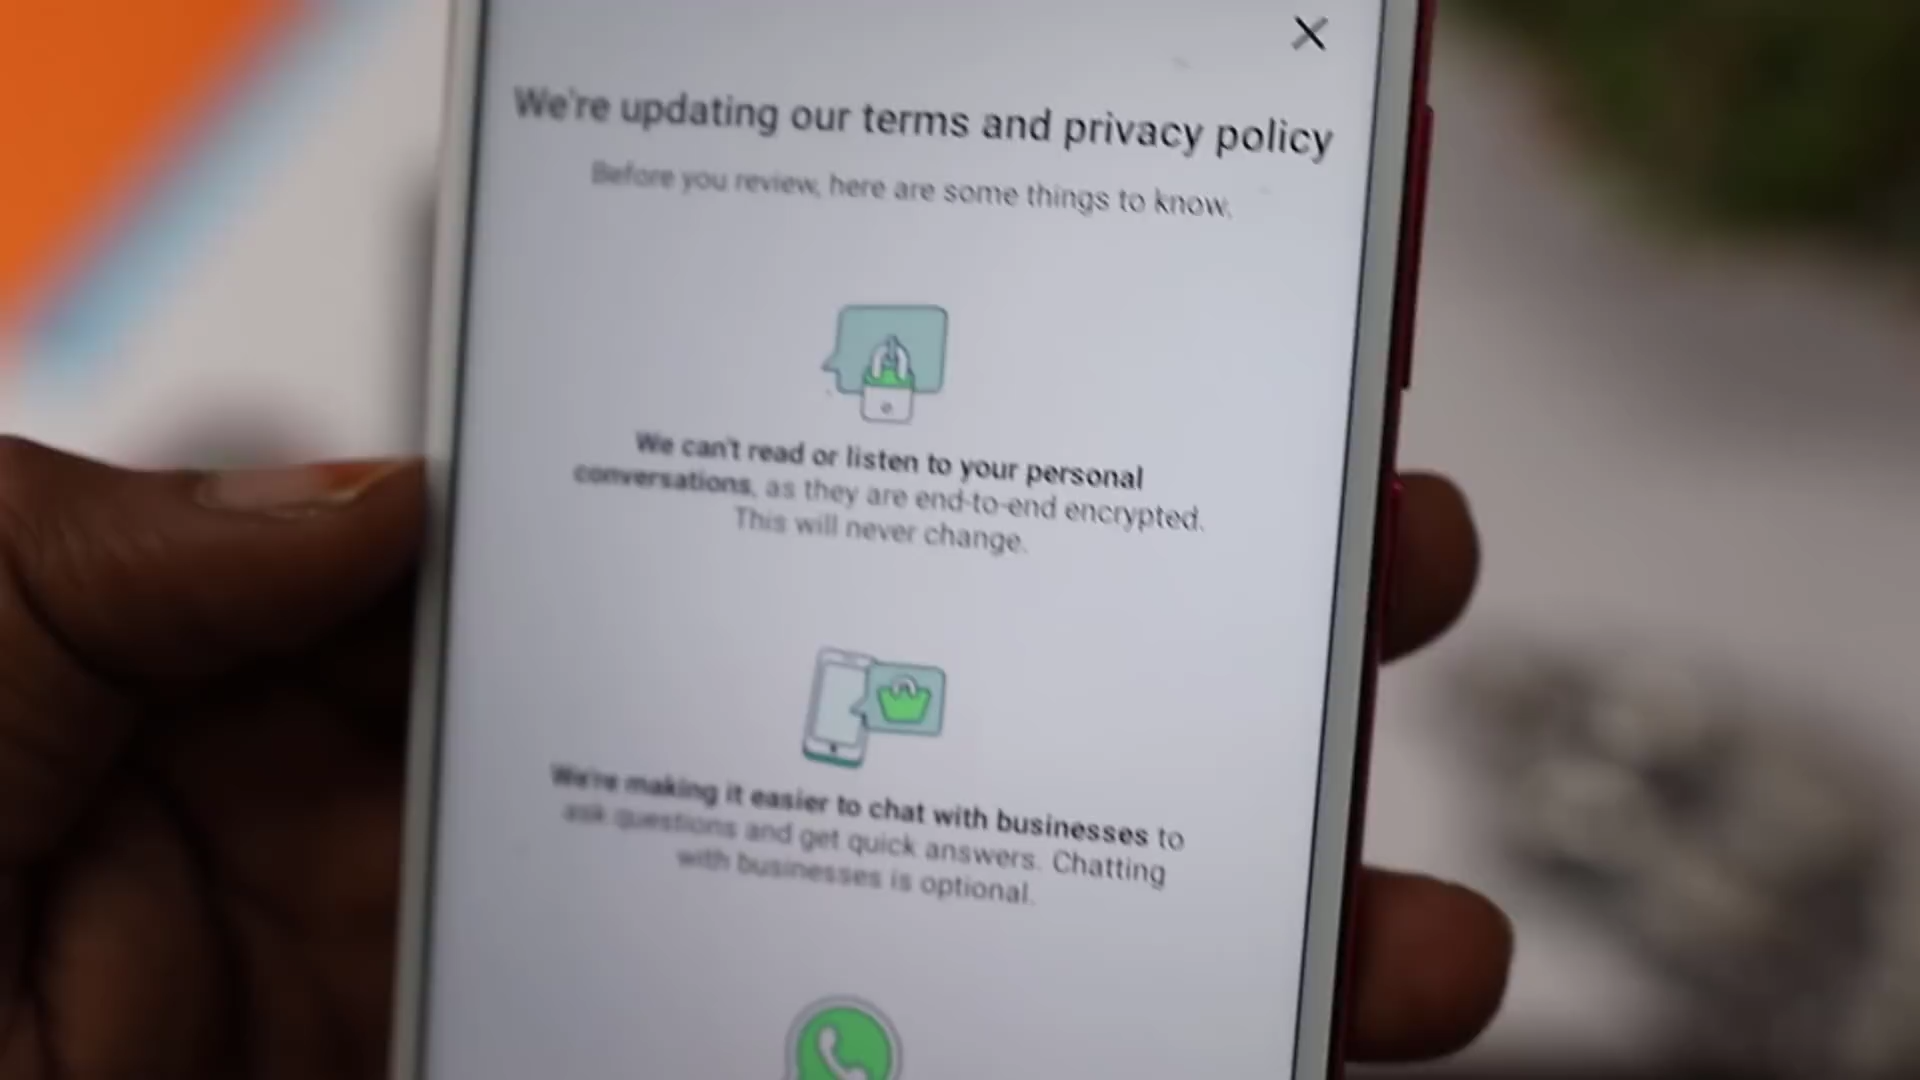 We're updating our terms and privacy policy
Before you review, here are some things to know.
We can't read or listen to your personal
conversations, as they are end-to-end encrypted.
This will never change.
We're making it easier to chat with businesses to
ask questions and get quick answers. Chatting
with businesses is optional.